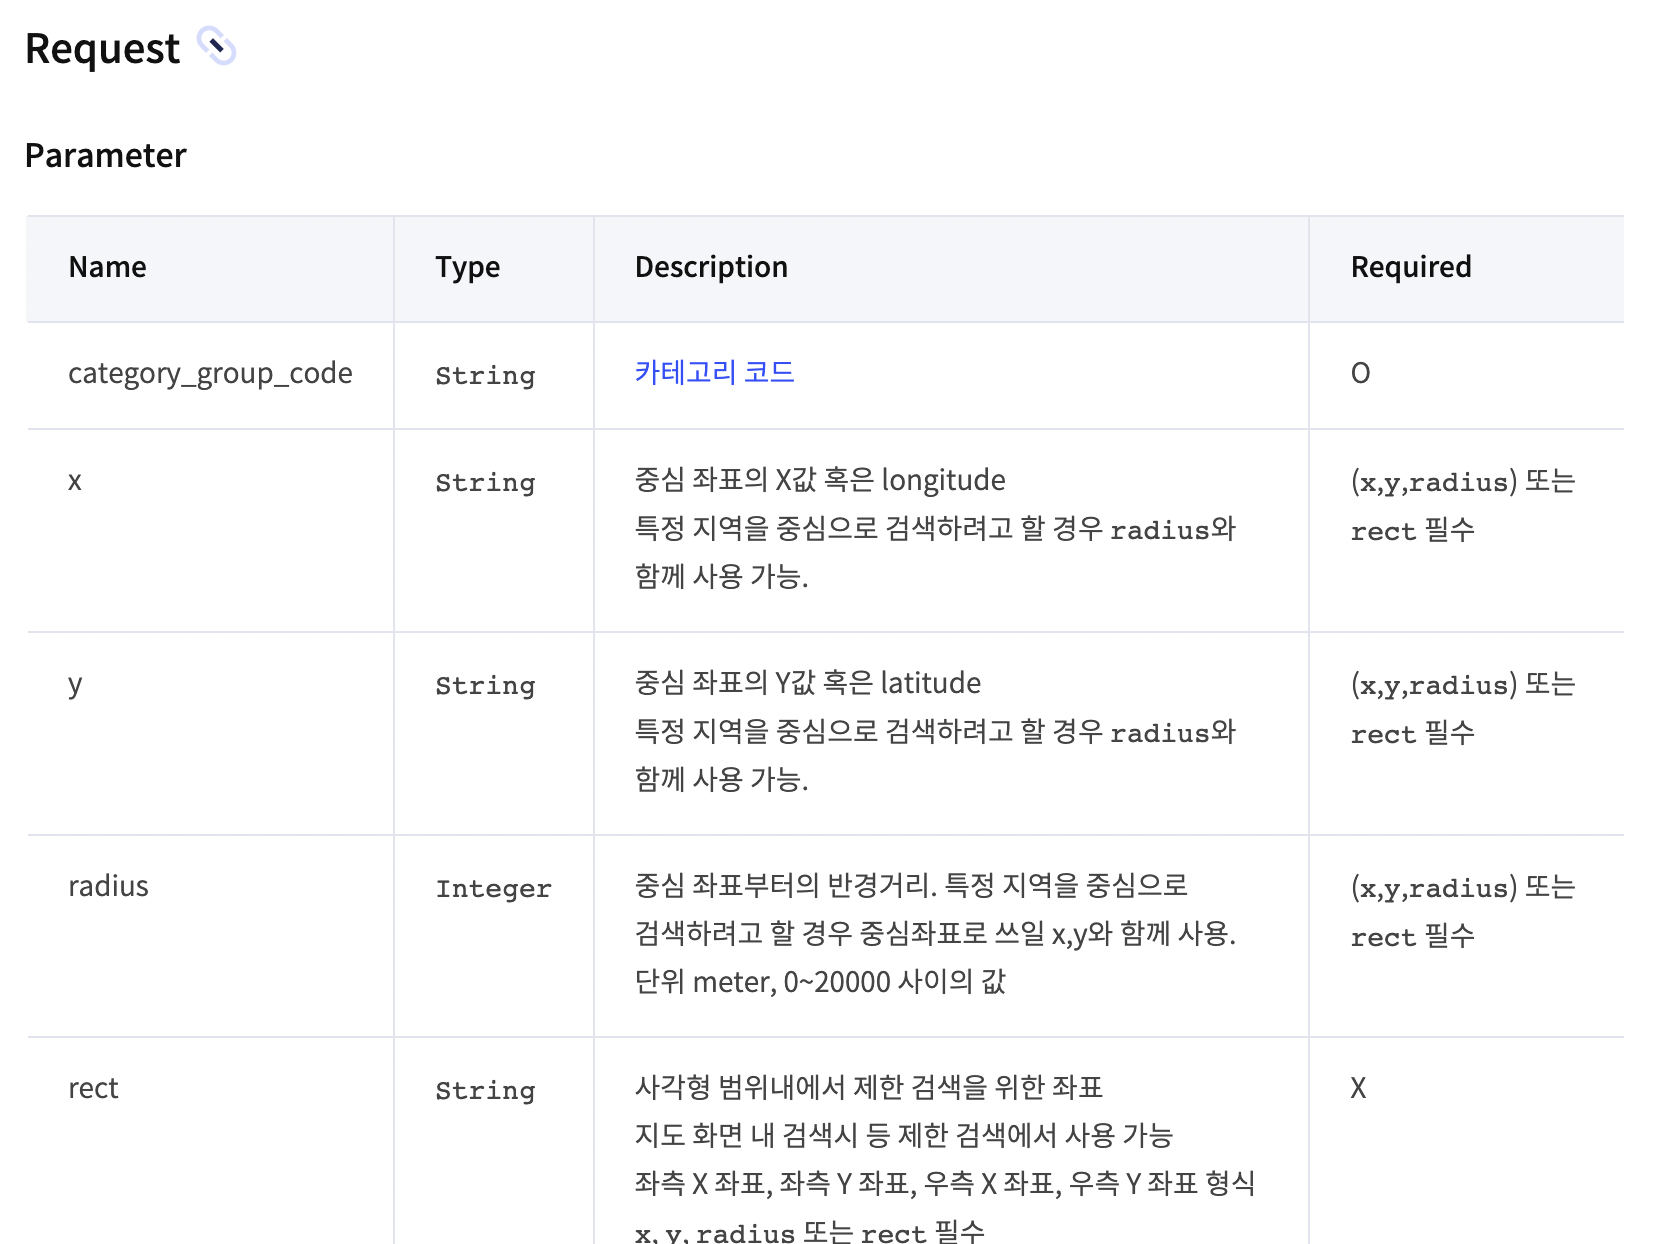 Request
Parameter
Name Type Description Required
category_group_code String 카테고리 코드 O
x String 중심 좌표의 X값 혹은 longitude (x,y,radius) 또는
특정 지역을 중심으로 검색하려고 할 경우 radius와 rect 필수
함께 사용 가능.
y String 중심 좌표의 Y값 혹은 latitude (x,y,radius) 또는
특정 지역을 중심으로 검색하려고 할 경우 radius와 rect 필수
함께 사용 가능.
radius Integer 중심 좌표부터의 반경거리. 특정 지역을 중심으로 (x,y,radius) 또는
검색하려고 할 경우 중심좌표로 쓰일 x,y와 함께 사용. rect 필수
단위 meter, 0~20000 사이의 값
rect String 사각형 범위내에서 제한 검색을 위한 좌표 X
지도 화면 내 검색시 등 제한 검색에서 사용 가능
좌측 X 좌표, 좌측 Y 좌표, 우측 X 좌표, 우측 Y 좌표 형식
x, y, radius 또는 rect 필수